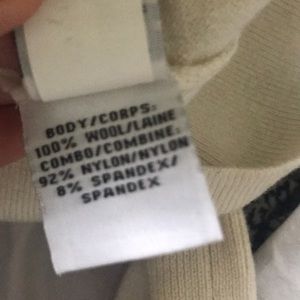 BODY/CORPS:
100% WOOL/LAINE
COMBO/COMBINE:
92% NYLON/NYLON
8% SPANDEX/
SPANDEX